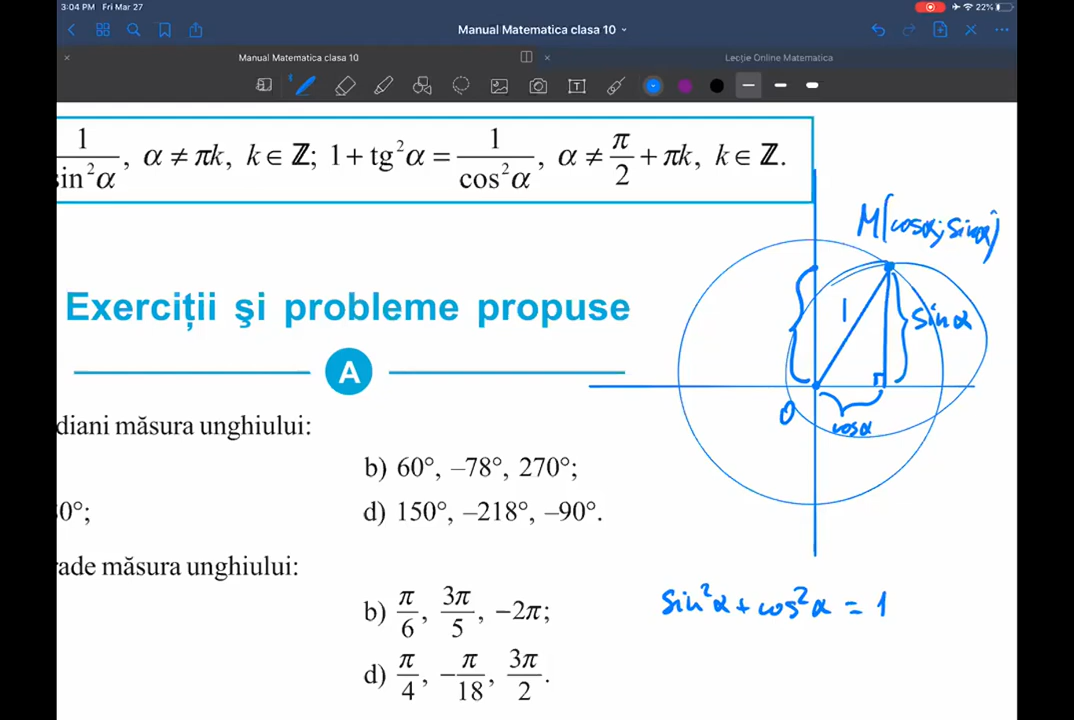 3:04 PM Fri Mar 27
22%
Manual Matematica clasa 10
Manual Matematica clasa 10
Lecție Online Matematica
1/sin²α, α ≠ πk, k ∈ ℤ; 1 + tg²α = 1/cos²α, α ≠ π/2 + πk, k ∈ ℤ.
M(cosα; sinα)
Exerciții şi probleme propuse
1
sinα
A
O
cosα
diani măsura unghiului:
b) 60°, –78°, 270°;
0°;
d) 150°, –218°, –90°.
rade măsura unghiului:
sin²α + cos²α = 1
b) π/6, 3π/5, –2π;
d) π/4, –π/18, 3π/2.